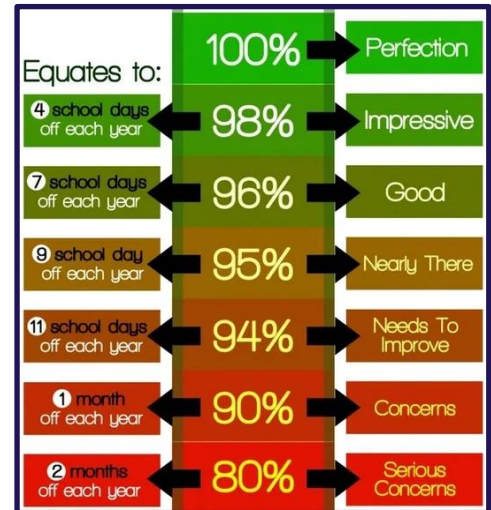 100%
Perfection
Equates to:
4 school days
off each year
98%
Impressive
7 school days
off each year
96%
Good
9 school day
off each year
95%
Nearly There
11 school days
off each year
94%
Needs To
Improve
1 month
off each year
90%
Concerns
2 months
off each year
80%
Serious
Concerns